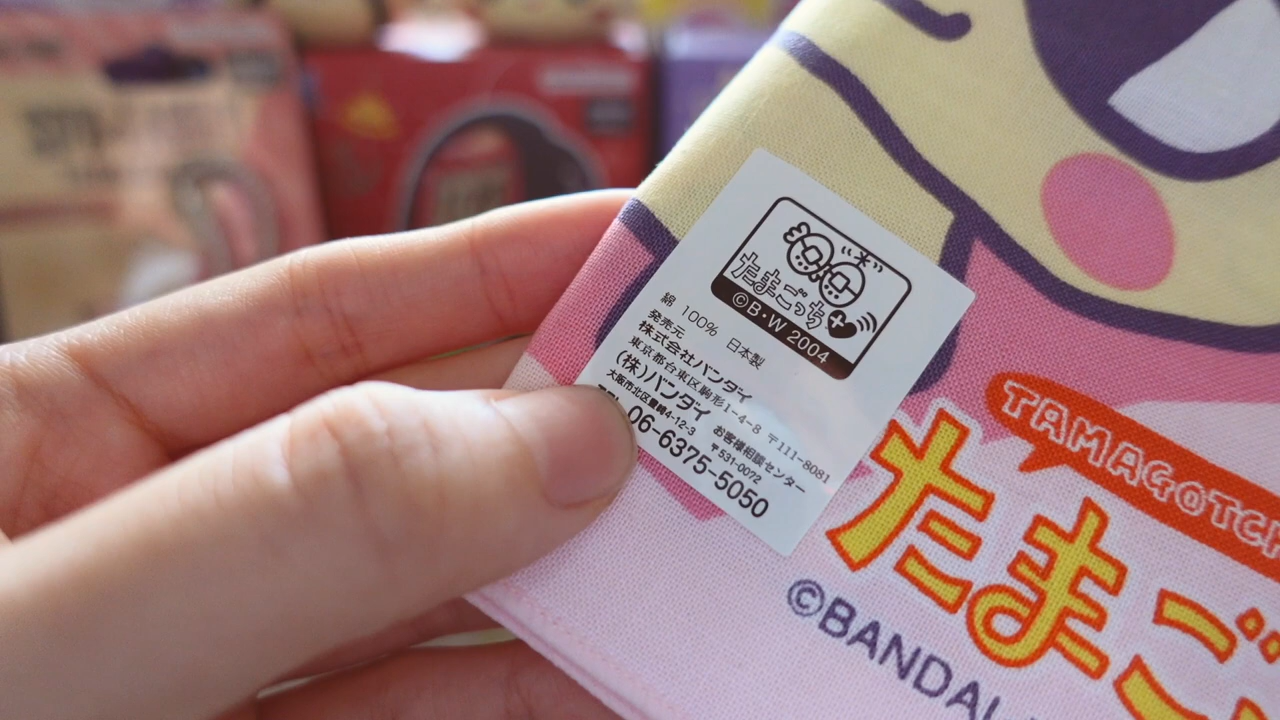 たまごっち
©B・W 2004
綿 100% 日本製
発売元
株式会社バンダイ
東京都台東区駒形1-4-8 〒111-8081
(株)バンダイ お客様相談センター
大阪市北区豊崎4-12-3 〒531-0072
06-6375-5050
TAMAGOTCH
たまご
©BANDAI